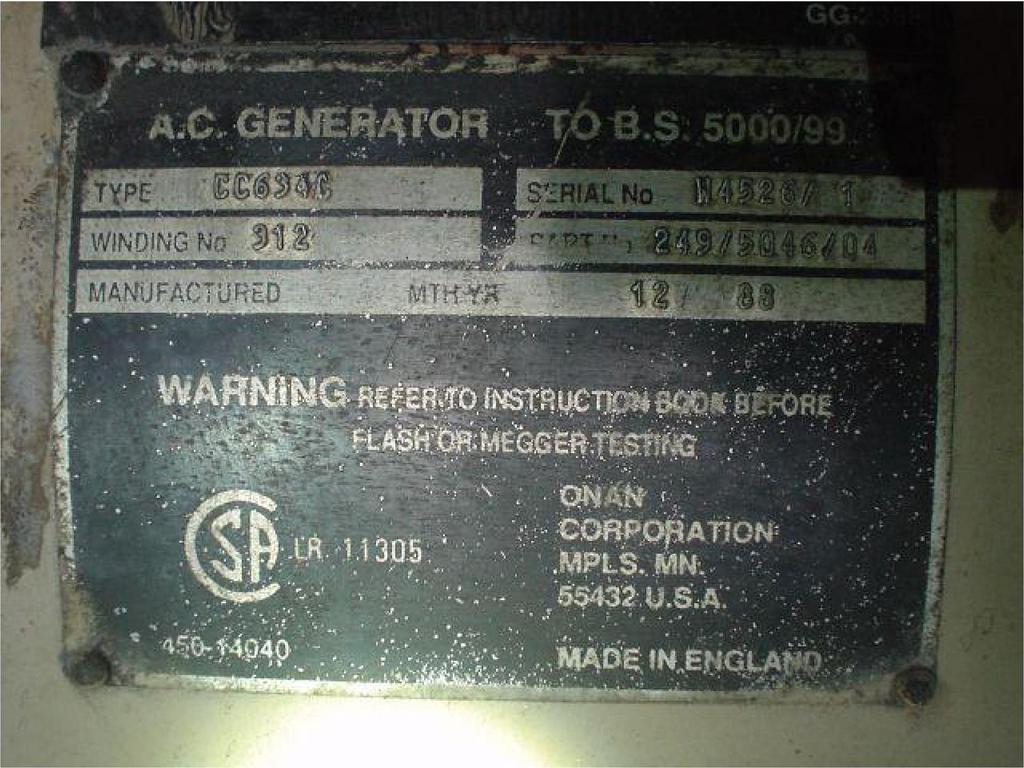 A.C. GENERATOR TO B.S. 5000/99
TYPE CC634C SERIAL No N4526/ 1
WINDING No 312 249/5046/04
MANUFACTURED MTH YR 12/ 88
WARNING REFER TO INSTRUCTION BOOK BEFORE
FLASH OR MEGGER TESTING
CSA LR 11305
ONAN
CORPORATION
MPLS. MN.
55432 U.S.A.
450-14040
MADE IN ENGLAND